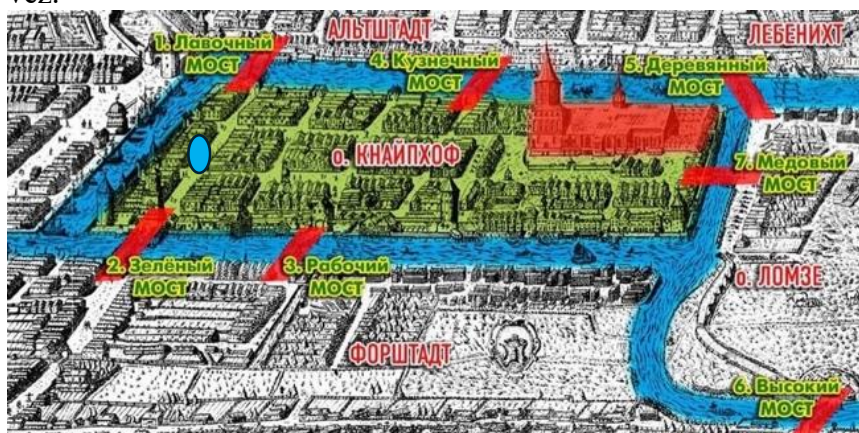 vez.
АЛЬТШТАДТ
ЛЕБЕНИХТ
1. Лавочный
МОСТ
4. Кузнечный
МОСТ
5. Деревянный
МОСТ
о. КНАЙПХОФ
7. Медовый
МОСТ
2. Зелёный
МОСТ
3. Рабочий
МОСТ
о. ЛОМЗЕ
ФОРШТАДТ
6. Высокий
МОСТ